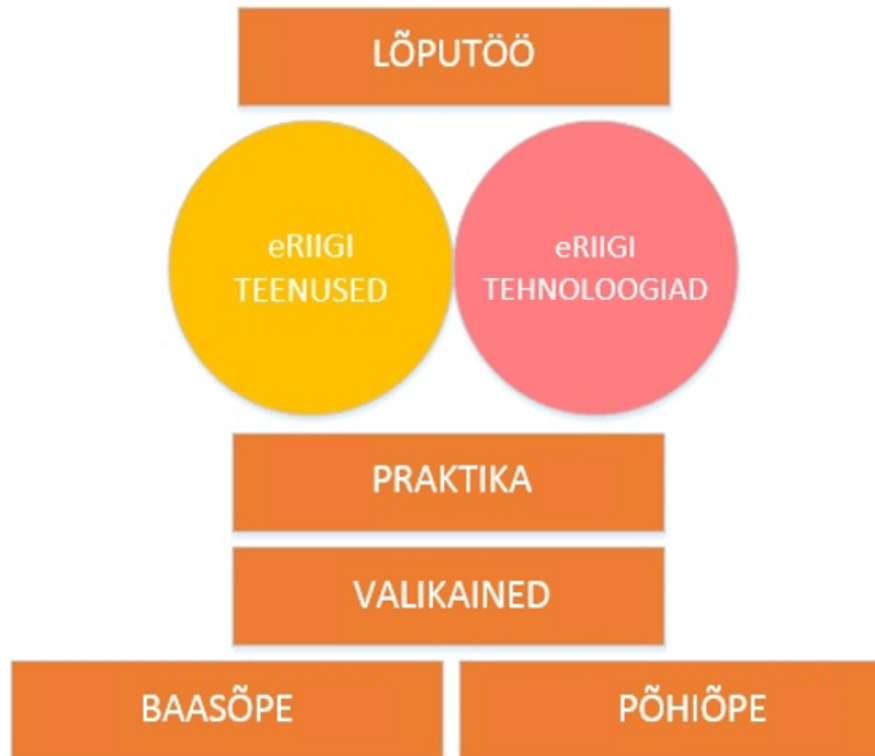 LÕPUTÖÖ
eRIIGI
TEENUSED
eRIIGI
TEHNOLOOGIAD
PRAKTIKA
VALIKAINED
BAASÕPE
PÕHIÕPE